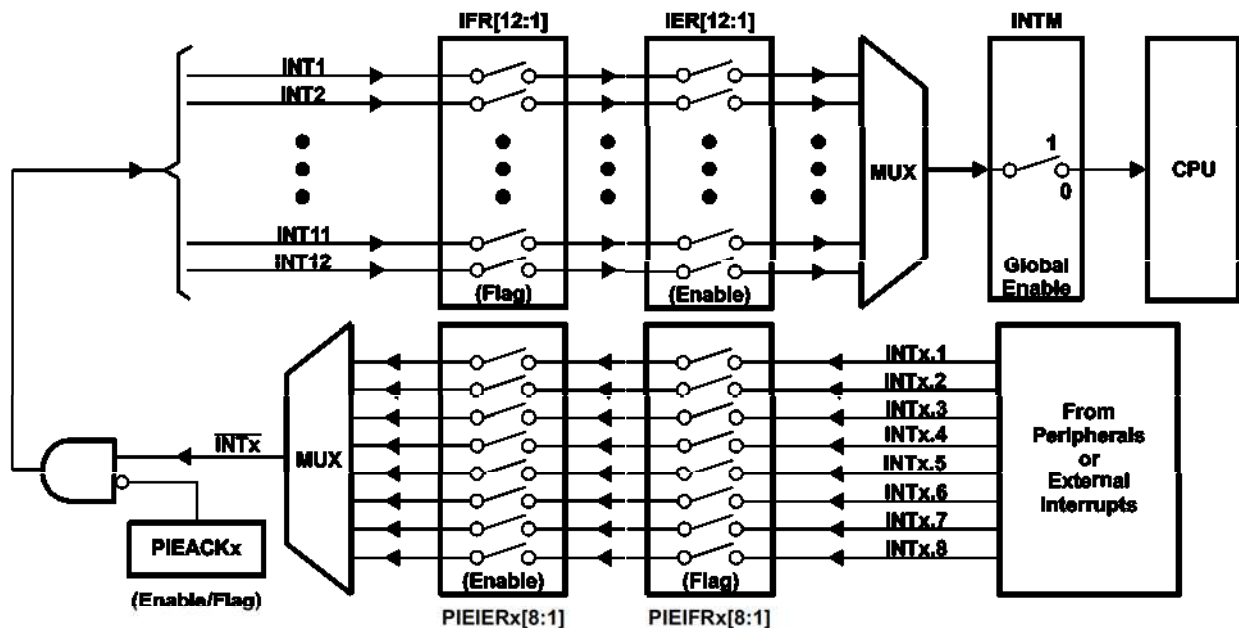 IFR[12:1]
IER[12:1]
INTM
INT1
INT2
1
MUX
CPU
0
INT11
INT12
(Flag)
(Enable)
Global
Enable
INTx.1
INTx.2
INTx.3
INTx.4
INTx.5
INTx.6
INTx.7
INTx.8
From
Peripherals
or
External
Interrupts
INTx
MUX
PIEACKx
(Enable/Flag)
(Enable)
(Flag)
PIEIERx[8:1]
PIEIFRx[8:1]